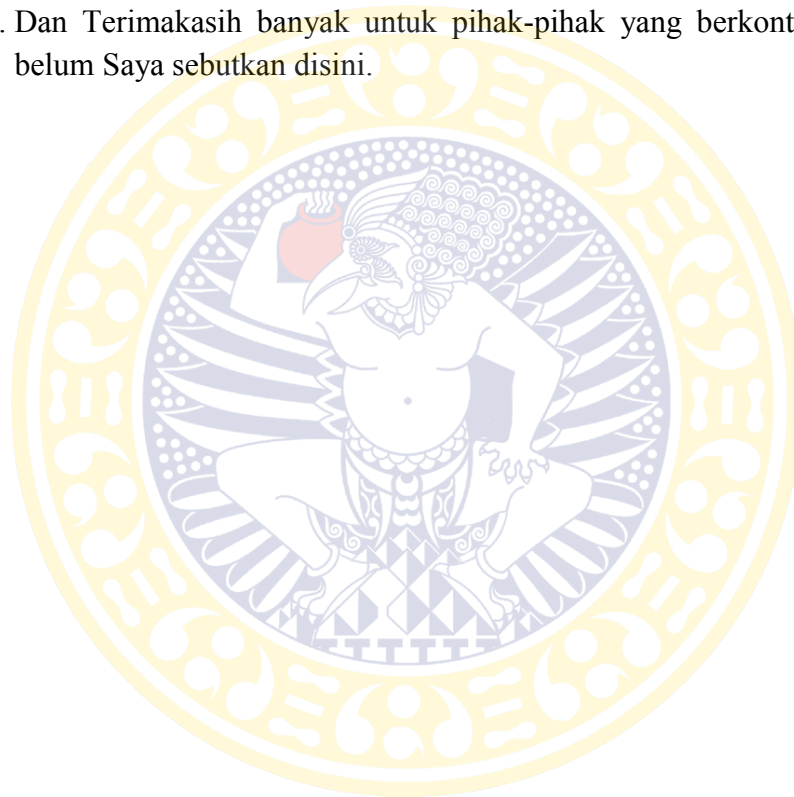 . Dan Terimakasih banyak untuk pihak-pihak yang berkont
belum Saya sebutkan disini.